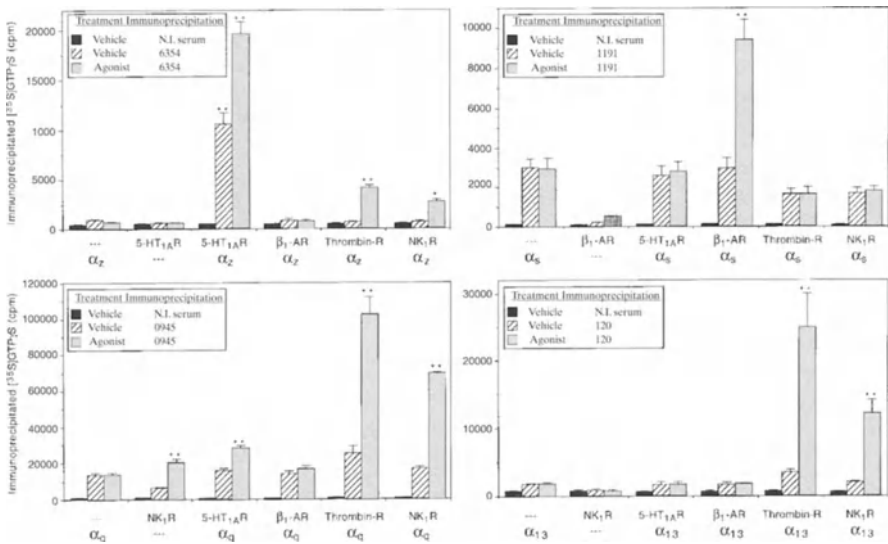 Immunoprecipitated [³⁵S]GTPγS (cpm)
20000
15000
1000
5000
0
Treatment Immunoprecipitation
Vehicle N.I. serum
Vehicle 6354
Agonist 6354
** ** ** *
--- 5-HT₁ₐR 5-HT₁ₐR β₁-AR Thrombin-R NK₁R
αz --- αz αz αz αz
10000
8000
6000
4000
2000
0
Treatment Immunoprecipitation
Vehicle N.I. serum
Vehicle 1191
Agonist 1191
**
--- β₁-AR 5-HT₁ₐR β₁-AR Thrombin-R NK₁R
αs --- αs αs αs αs
Immunoprecipitated [³⁵S]GTPγS (cpm)
120000
100000
80000
60000
40000
20000
0
Treatment Immunoprecipitation
Vehicle N.I. serum
Vehicle 0945
Agonist 0945
** ** ** **
--- NK₁R 5-HT₁ₐR β₁-AR Thrombin-R NK₁R
αq --- αq αq αq αq
30000
20000
10000
0
Treatment Immunoprecipitation
Vehicle N.I. serum
Vehicle 120
Agonist 120
** **
--- NK₁R 5-HT₁ₐR β₁-AR Thrombin-R NK₁R
α₁₃ --- α₁₃ α₁₃ α₁₃ α₁₃